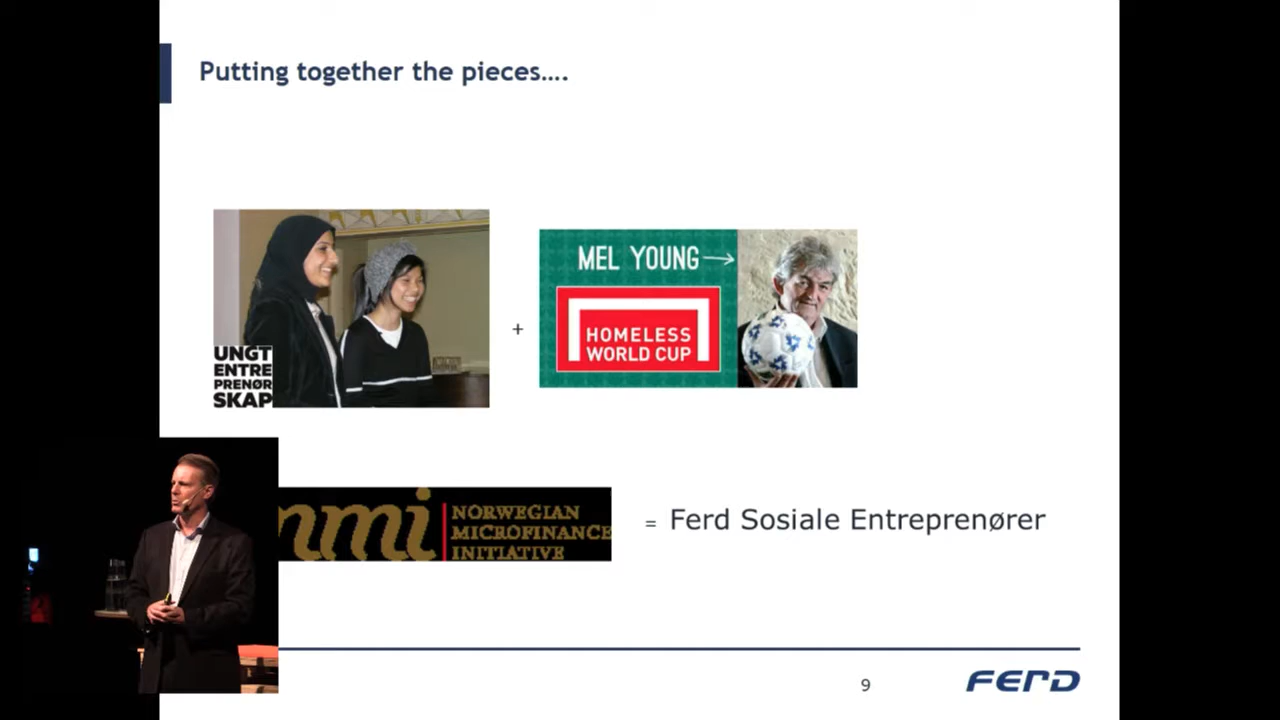 Putting together the pieces....
UNGT
ENTRE
PRENØR
SKAP
+
MEL YOUNG →
HOMELESS
WORLD CUP
nmi
NORWEGIAN
MICROFINANCE
INITIATIVE
= Ferd Sosiale Entreprenører
9
FERD